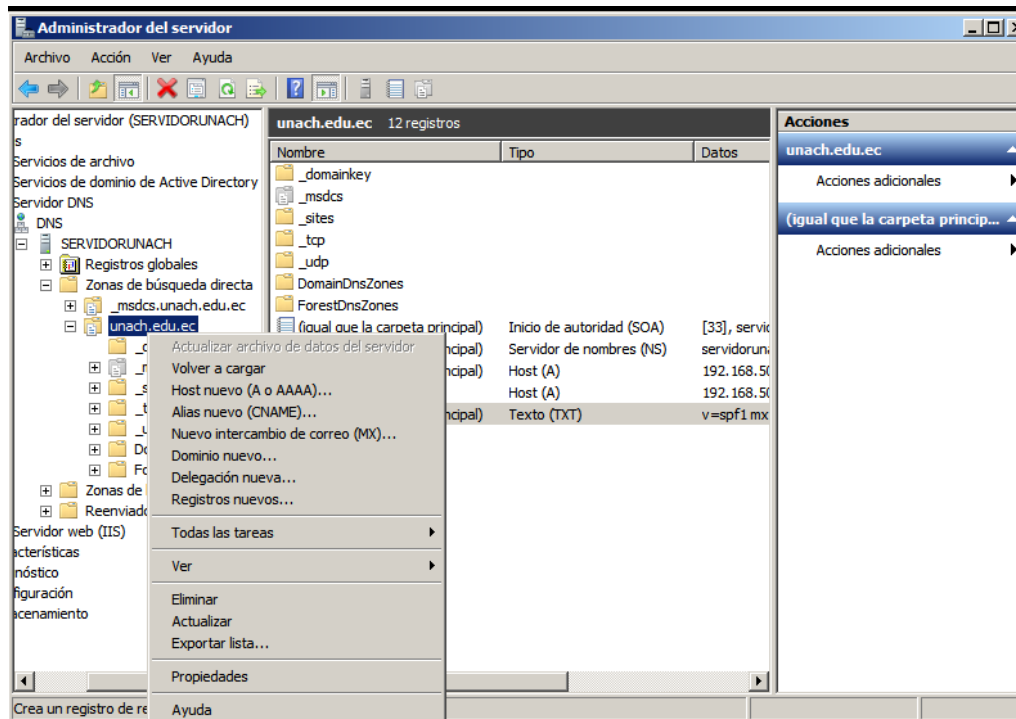 Administrador del servidor
Archivo Acción Ver Ayuda
rador del servidor (SERVIDORUNACH)
s
Servicios de archivo
Servicios de dominio de Active Directory
Servidor DNS
DNS
SERVIDORUNACH
Registros globales
Zonas de búsqueda directa
_msdcs.unach.edu.ec
unach.edu.ec
Zonas de
Reenviado
Servidor web (IIS)
acterísticas
nóstico
figuración
acenamiento
unach.edu.ec 12 registros
Nombre Tipo Datos
_domainkey
_msdcs
_sites
_tcp
_udp
DomainDnsZones
ForestDnsZones
(igual que la carpeta principal) Inicio de autoridad (SOA) [33], servid
ncipal) Servidor de nombres (NS) servidoruna
ncipal) Host (A) 192.168.50
Host (A) 192.168.50
ncipal) Texto (TXT) v=spf1 mx
Actualizar archivo de datos del servidor
Volver a cargar
Host nuevo (A o AAAA)...
Alias nuevo (CNAME)...
Nuevo intercambio de correo (MX)...
Dominio nuevo...
Delegación nueva...
Registros nuevos...
Todas las tareas
Ver
Eliminar
Actualizar
Exportar lista...
Propiedades
Ayuda
Acciones
unach.edu.ec
Acciones adicionales
(igual que la carpeta princip...
Acciones adicionales
Crea un registro de re